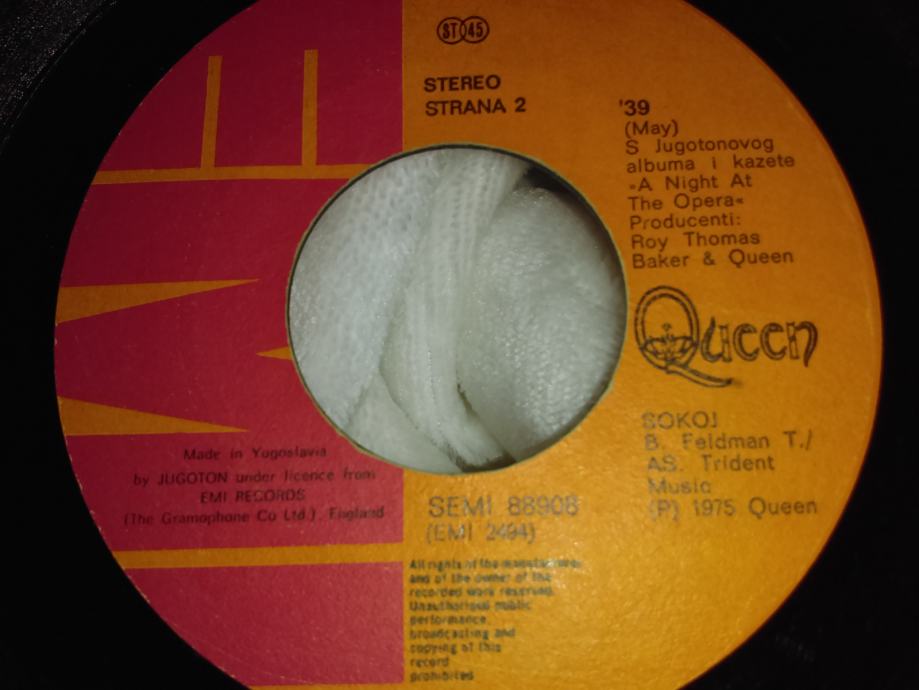 ST 45
STEREO
STRANA 2
'39
(May)
S Jugotonovog
albuma i kazete
»A Night At
The Opera«
Producenti:
Roy Thomas
Baker & Queen
Queen
SOKOJ
B. Feldman T./
AS. Trident
Music
(P) 1975 Queen
Made in Yugoslavia
by JUGOTON under licence from
EMI RECORDS
(The Gramophone Co Ltd.), England
SEMI 88908
(EMI 2494)
All rights of the manufacturer
and of the owner of the
recorded work reserved.
Unauthorised public
performance,
broadcasting and
copying of this
record
prohibited
EMI